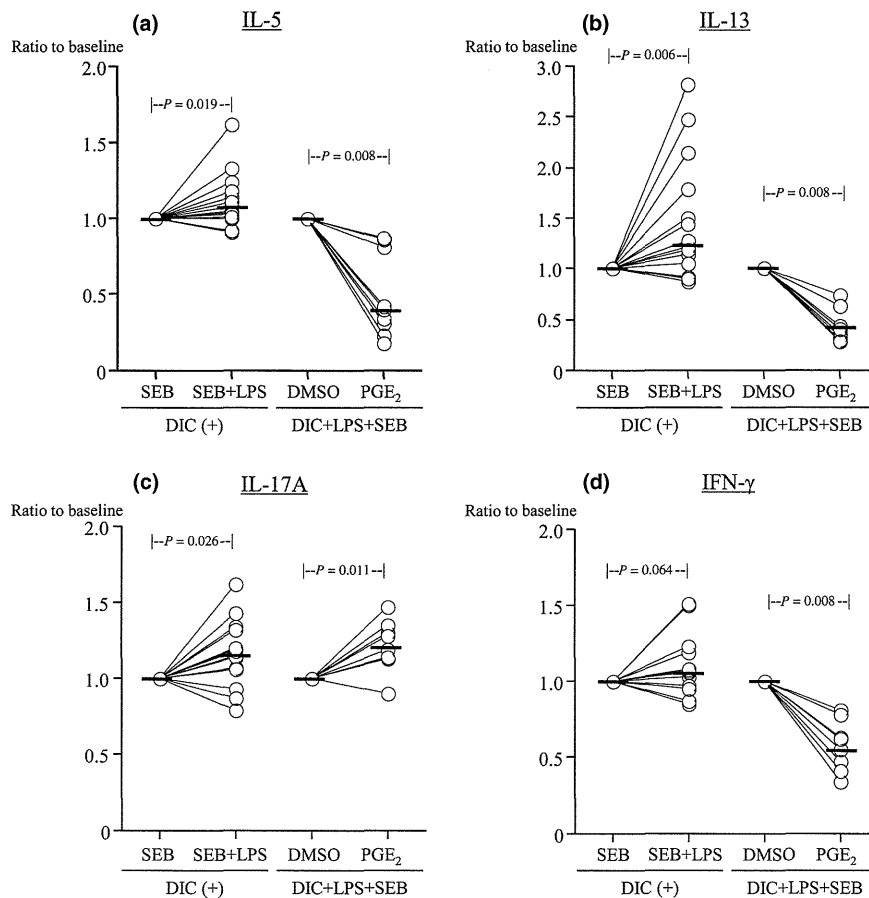 (a) IL-5
Ratio to baseline
2.0
1.5
1.0
0.5
0
|--P = 0.019 --|
|--P = 0.008 --|
SEB SEB+LPS DMSO PGE₂
DIC (+) DIC+LPS+SEB
(b) IL-13
Ratio to baseline
3.0
2.5
2.0
1.5
1.0
0.5
0
|--P = 0.006 --|
|--P = 0.008 --|
SEB SEB+LPS DMSO PGE₂
DIC (+) DIC+LPS+SEB
(c) IL-17A
Ratio to baseline
2.0
1.5
1.0
0.5
0
|--P = 0.026 --|
|--P = 0.011 --|
SEB SEB+LPS DMSO PGE₂
DIC (+) DIC+LPS+SEB
(d) IFN-γ
Ratio to baseline
2.0
1.5
1.0
0.5
0
|--P = 0.064 --|
|--P = 0.008 --|
SEB SEB+LPS DMSO PGE₂
DIC (+) DIC+LPS+SEB